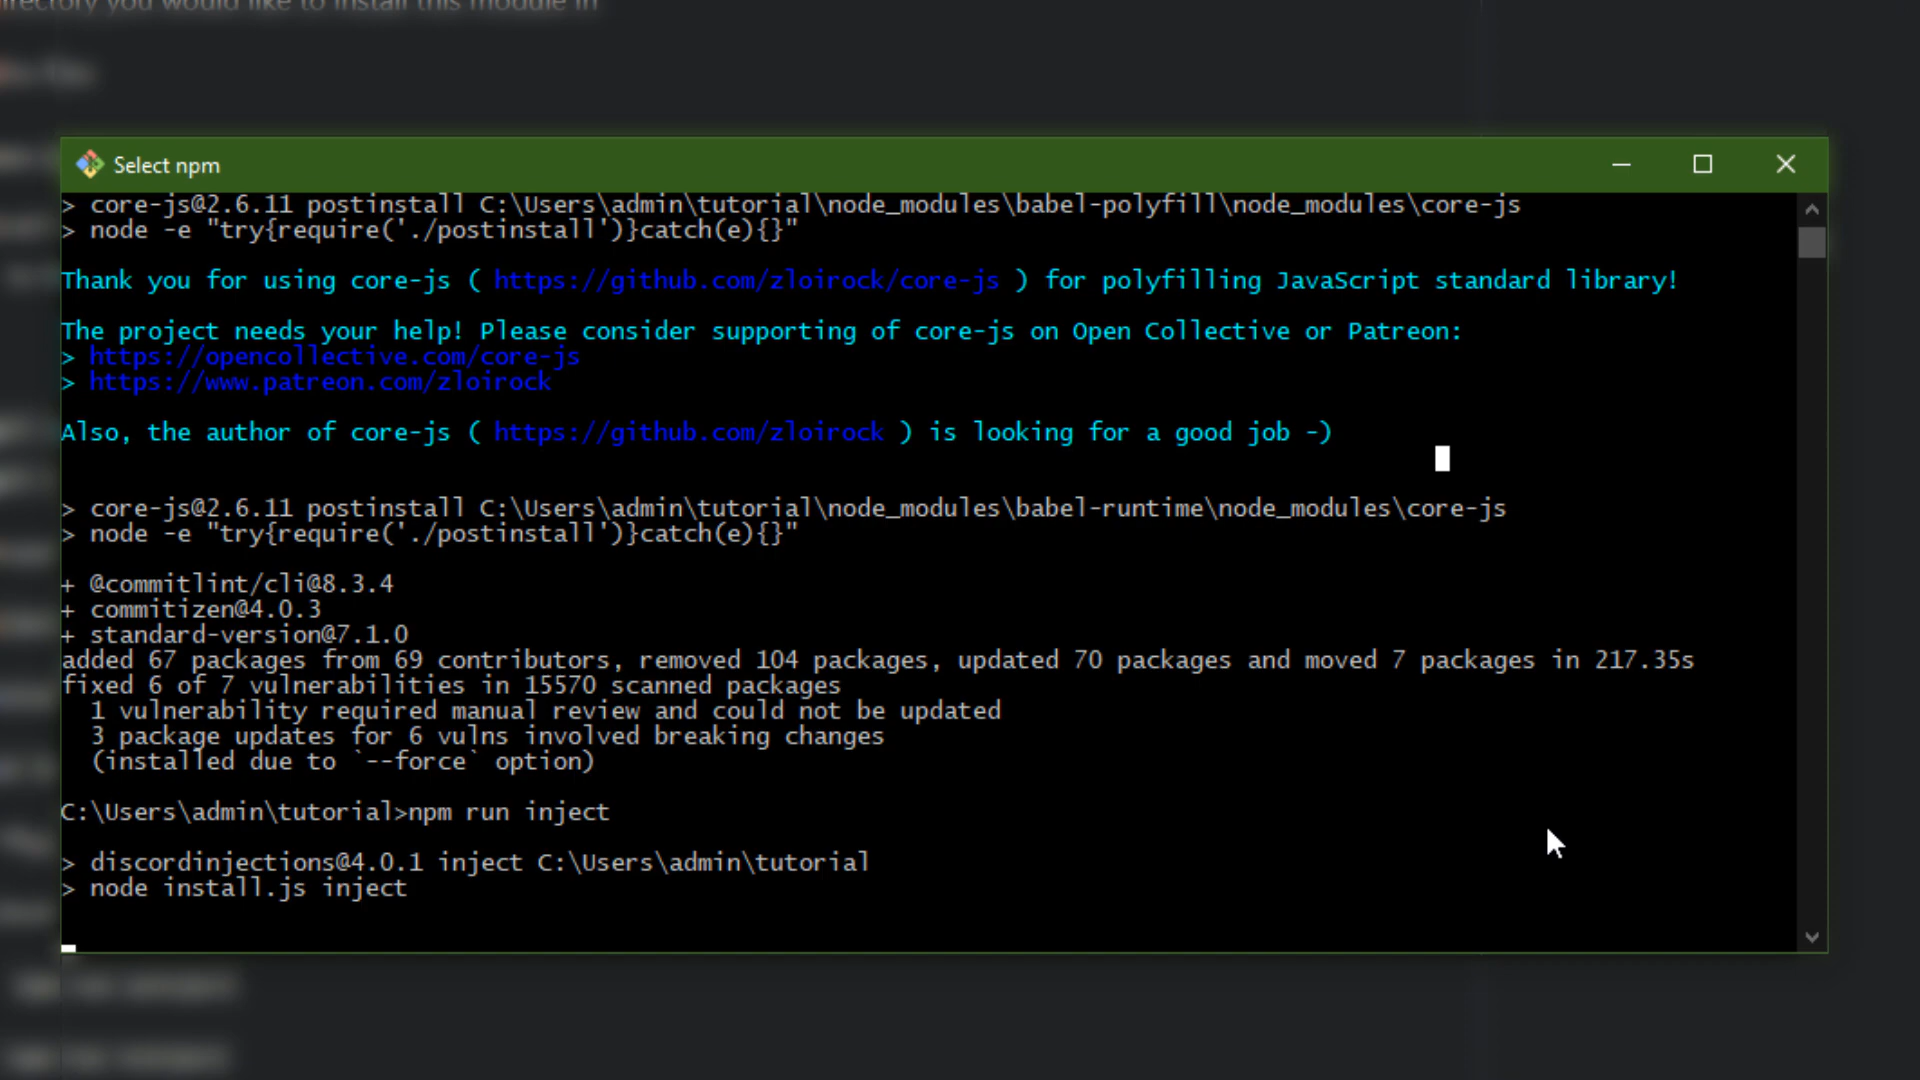 directory you would like to install this module in
Select npm
> core-js@2.6.11 postinstall C:\Users\admin\tutorial\node_modules\babel-polyfill\node_modules\core-js
> node -e "try{require('./postinstall')}catch(e){}"
Thank you for using core-js ( https://github.com/zloirock/core-js ) for polyfilling JavaScript standard library!
The project needs your help! Please consider supporting of core-js on Open Collective or Patreon:
> https://opencollective.com/core-js
> https://www.patreon.com/zloirock
Also, the author of core-js ( https://github.com/zloirock ) is looking for a good job -)
> core-js@2.6.11 postinstall C:\Users\admin\tutorial\node_modules\babel-runtime\node_modules\core-js
> node -e "try{require('./postinstall')}catch(e){}"
+ @commitlint/cli@8.3.4
+ commitizen@4.0.3
+ standard-version@7.1.0
added 67 packages from 69 contributors, removed 104 packages, updated 70 packages and moved 7 packages in 217.35s
fixed 6 of 7 vulnerabilities in 15570 scanned packages
1 vulnerability required manual review and could not be updated
3 package updates for 6 vulns involved breaking changes
(installed due to `--force` option)
C:\Users\admin\tutorial>npm run inject
> discordinjections@4.0.1 inject C:\Users\admin\tutorial
> node install.js inject